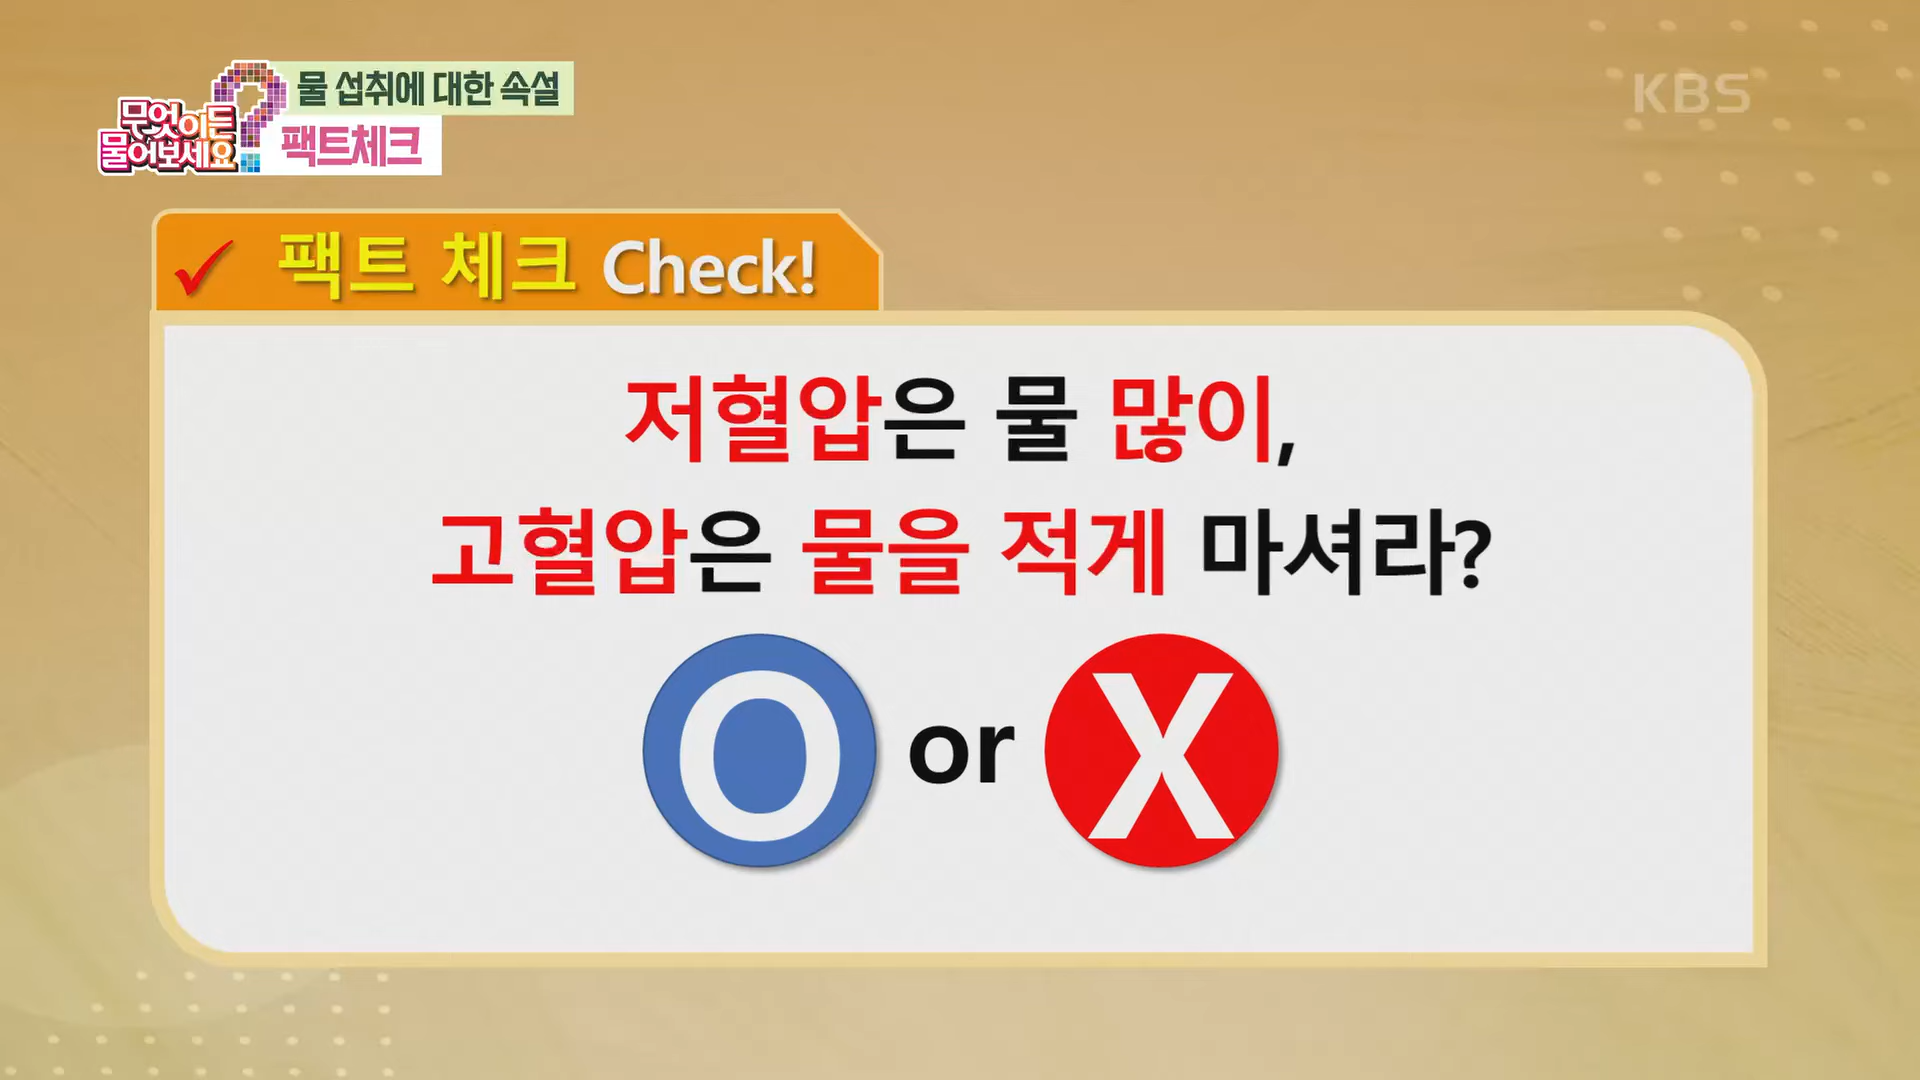 물 섭취에 대한 속설
무엇이든
물어보세요
?
팩트체크
KBS
팩트 체크 Check!
저혈압은 물 많이,
고혈압은 물을 적게 마셔라?
O or X